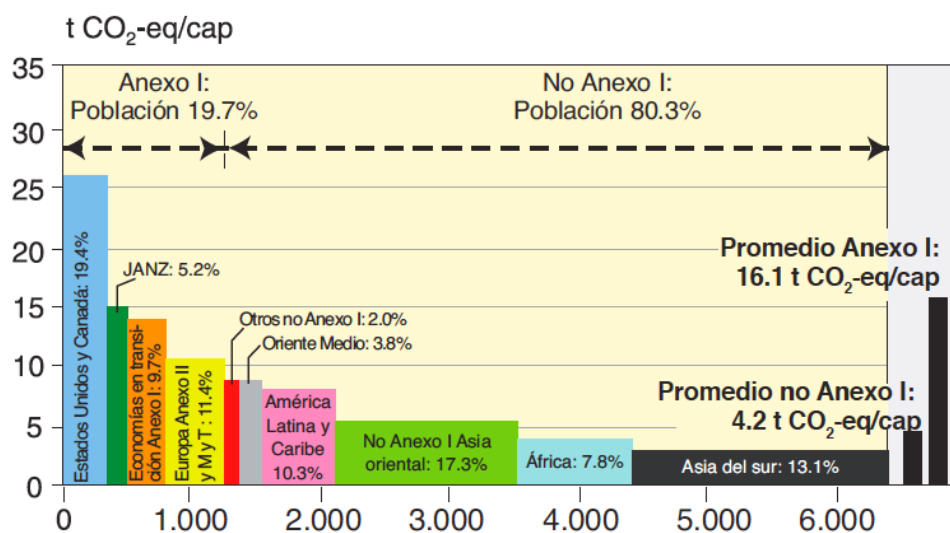 t CO₂-eq/cap
35
30
25
20
15
10
5
0
Anexo I:
Población 19.7%
No Anexo I:
Población 80.3%
Estados Unidos y Canadá: 19.4%
JANZ: 5.2%
Economías en transi-
ción Anexo I: 9.7%
Europa Anexo II
y M y T: 11.4%
Otros no Anexo I: 2.0%
Oriente Medio: 3.8%
América
Latina y
Caribe
10.3%
No Anexo I Asia
oriental: 17.3%
África: 7.8%
Asia del sur: 13.1%
Promedio Anexo I:
16.1 t CO₂-eq/cap
Promedio no Anexo I:
4.2 t CO₂-eq/cap
0
1.000
2.000
3.000
4.000
5.000
6.000